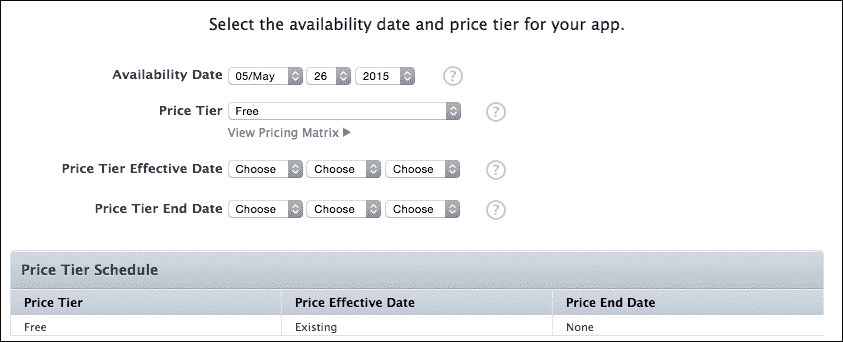 Select the availability date and price tier for your app.
Availability Date 05/May 26 2015 ?
Price Tier Free ?
View Pricing Matrix ▶
Price Tier Effective Date Choose Choose Choose ?
Price Tier End Date Choose Choose Choose ?
Price Tier Schedule
Price Tier Price Effective Date Price End Date
Free Existing None